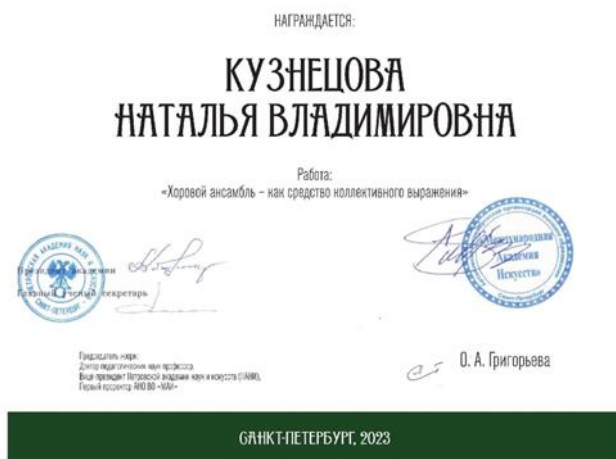 НАГРАЖДАЕТСЯ:
КУЗНЕЦОВА
НАТАЛЬЯ ВЛАДИМИРОВНА
Работа:
«Хоровой ансамбль – как средство коллективного выражения»
Президент Академии
Главный ученый секретарь
Международная
Академия
Искусств
Председатель жюри:
Доктор педагогических наук профессор,
Вице-президент Петровской академии наук и искусств (ПАНИ),
Первый проректор АНО ВО «МАИ»
О. А. Григорьева
САНКТ-ПЕТЕРБУРГ, 2023